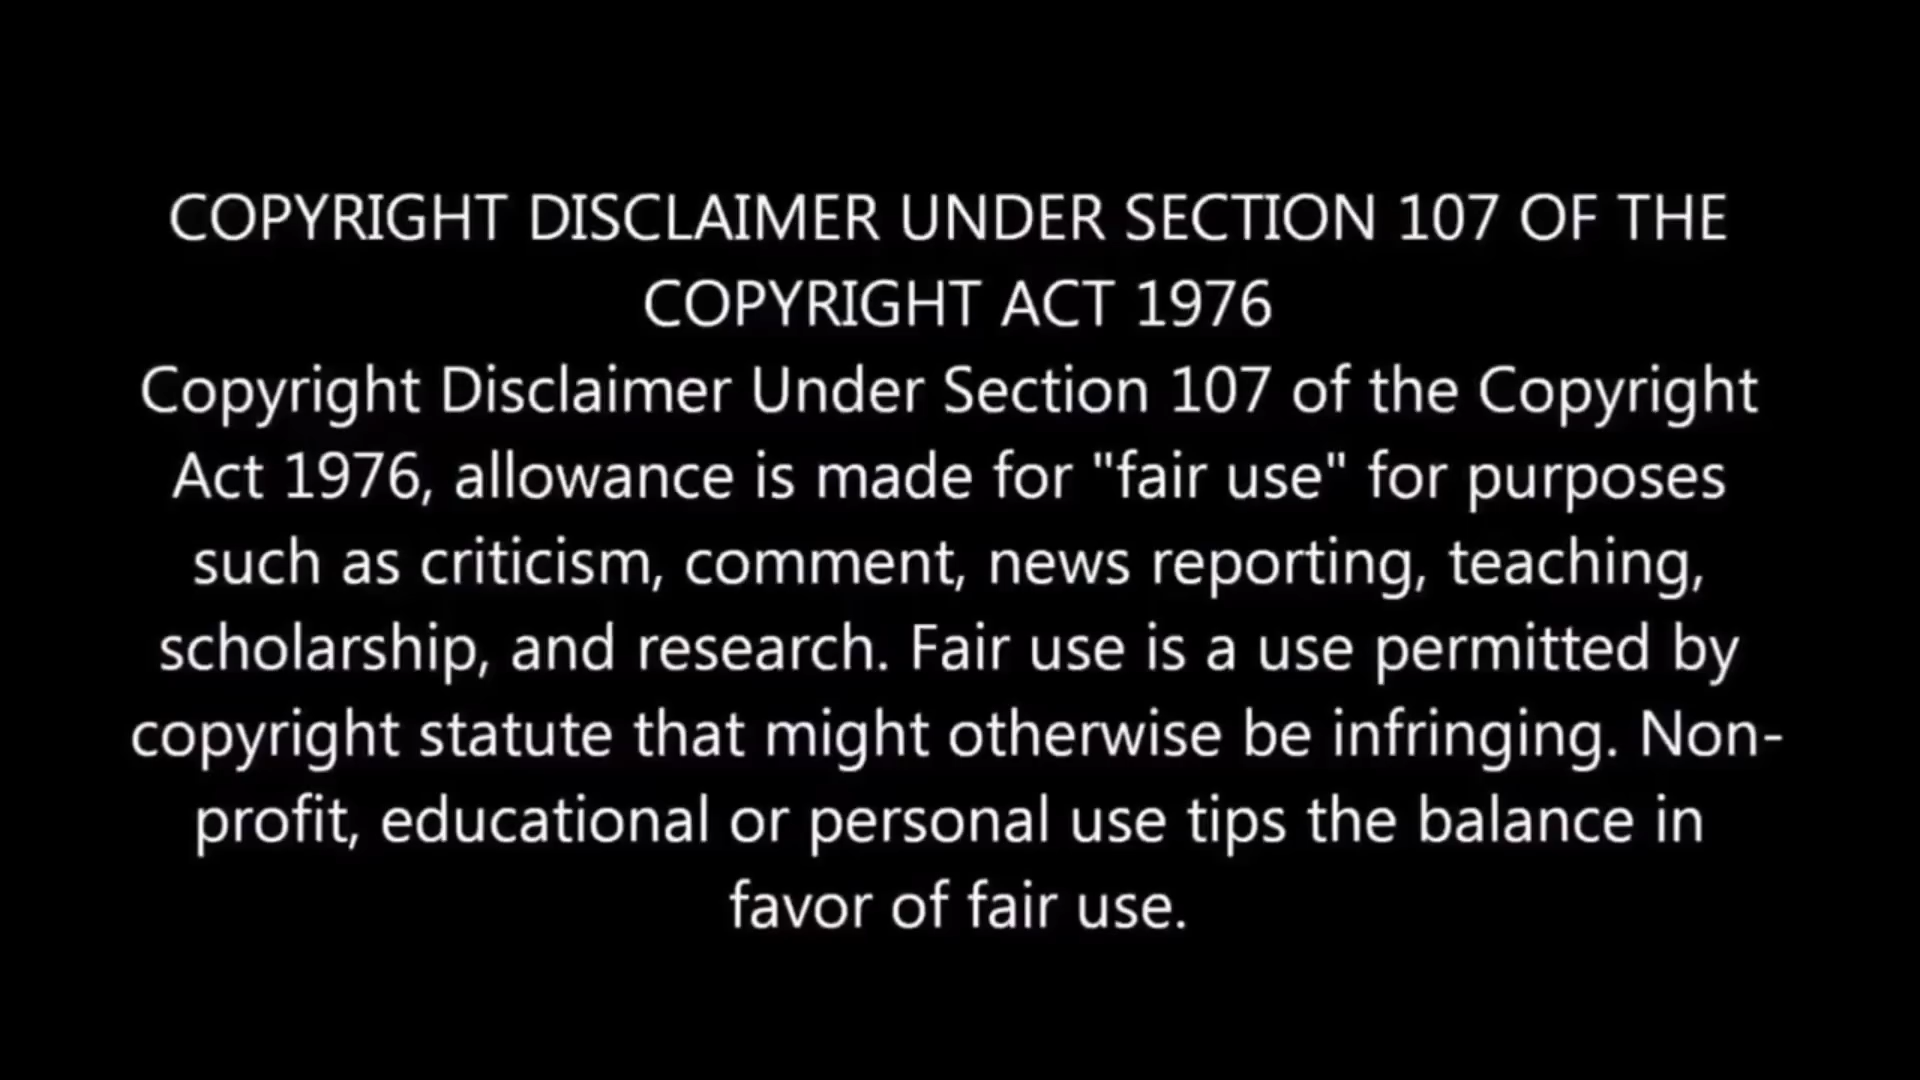 COPYRIGHT DISCLAIMER UNDER SECTION 107 OF THE
COPYRIGHT ACT 1976
Copyright Disclaimer Under Section 107 of the Copyright
Act 1976, allowance is made for "fair use" for purposes
such as criticism, comment, news reporting, teaching,
scholarship, and research. Fair use is a use permitted by
copyright statute that might otherwise be infringing. Non-
profit, educational or personal use tips the balance in
favor of fair use.